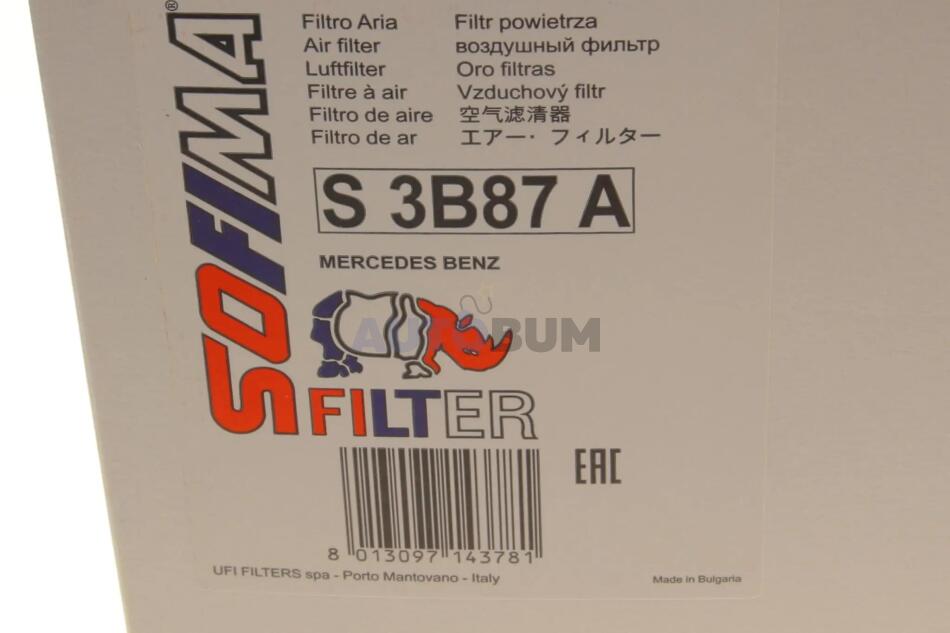 SOFIMA®
Filtro Aria
Air filter
Luftfilter
Filtre à air
Filtro de aire
Filtro de ar
Filtr powietrza
воздушный фильтр
Oro filtras
Vzduchový filtr
空气滤清器
エアー・フィルター
S 3B87 A
MERCEDES BENZ
AUTOBUM
FILTER
EAC
8 013097 143781
UFI FILTERS spa - Porto Mantovano - Italy
Made in Bulgaria